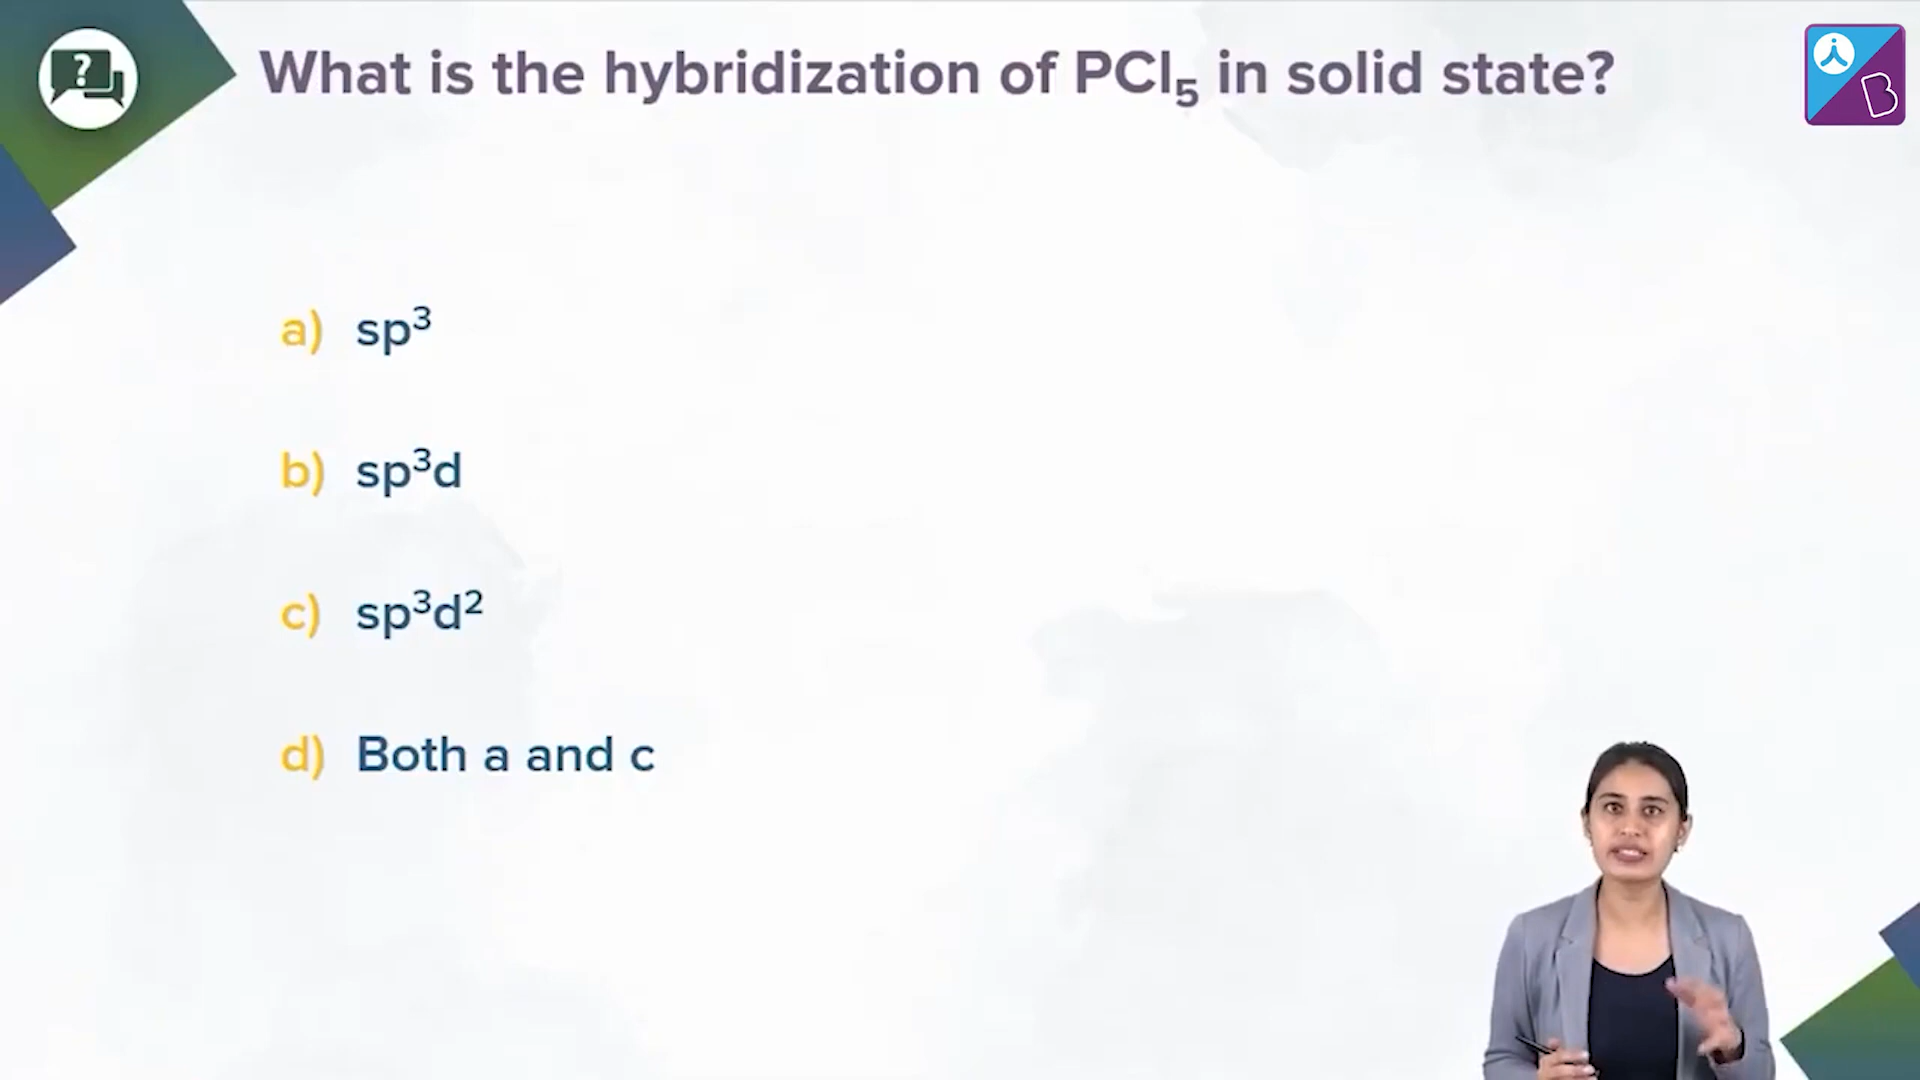 What is the hybridization of PCl₅ in solid state?
a) sp³
b) sp³d
c) sp³d²
d) Both a and c